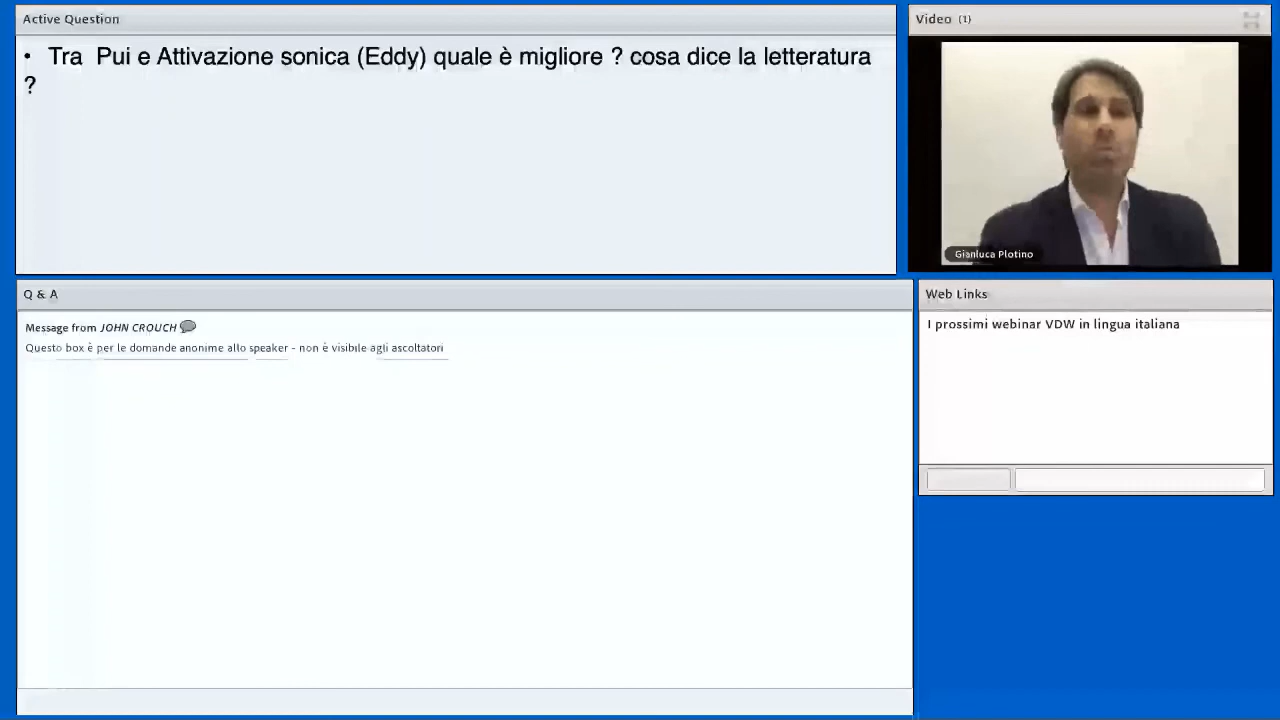 Active Question
• Tra Pui e Attivazione sonica (Eddy) quale è migliore ? cosa dice la letteratura
?
Video (1)
Gianluca Plotino
Q & A
Message from JOHN CROUCH
Questo box è per le domande anonime allo speaker - non è visibile agli ascoltatori
Web Links
I prossimi webinar VDW in lingua italiana